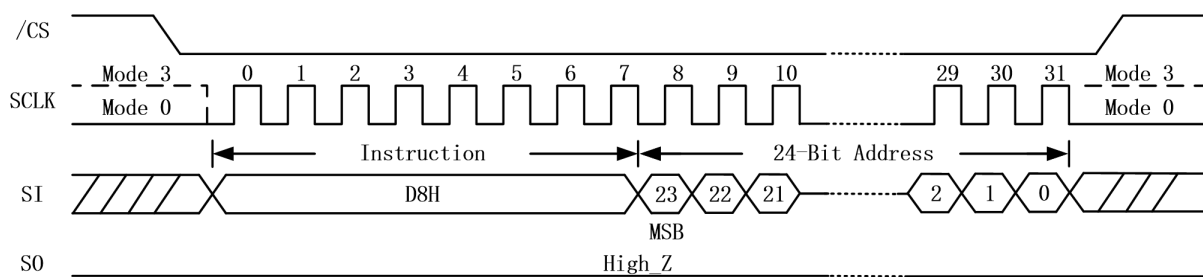 /CS
Mode 3 0 1 2 3 4 5 6 7 8 9 10 29 30 31 Mode 3
SCLK Mode 0 Mode 0
Instruction 24-Bit Address
SI D8H 23 22 21 2 1 0
MSB
SO High_Z